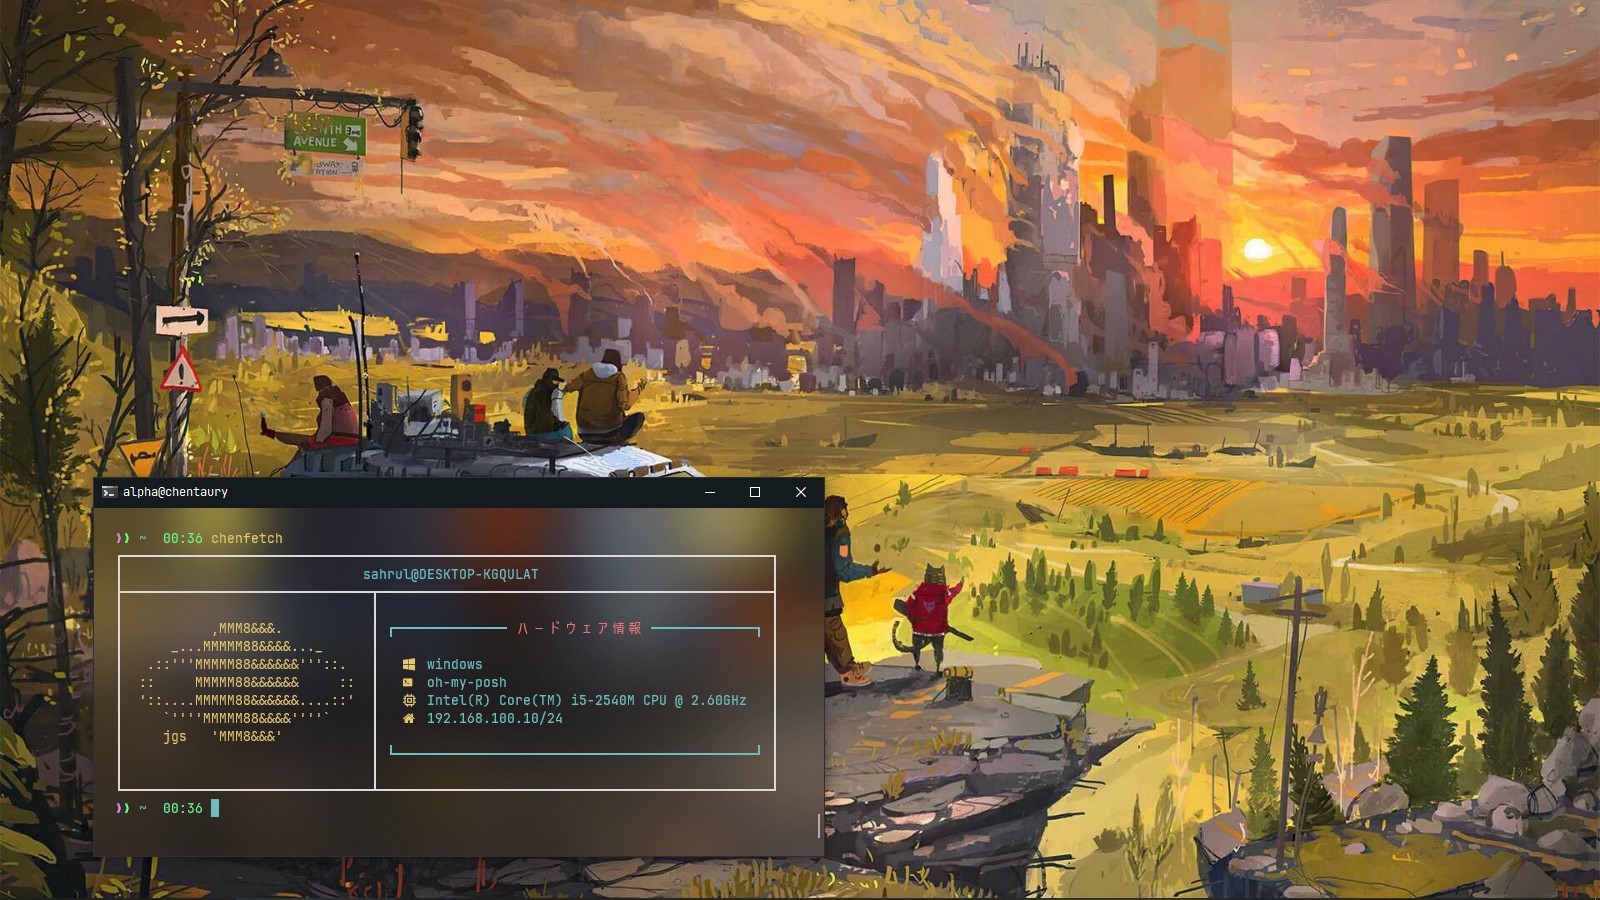 AVENUE
alpha@chentaury
❯❯ ~ 00:36 chenfetch
sahrul@DESKTOP-KGQULAT
,MMM8&&&.
_...MMMMM88&&&&..._
.::'''MMMMM88&&&&&&'''::.
::     MMMMM88&&&&&&     ::
'::....MMMMM88&&&&&&....::'
`''''MMMMM88&&&&''''`
jgs   'MMM8&&&'
ハードウェア情報
windows
oh-my-posh
Intel(R) Core(TM) i5-2540M CPU @ 2.60GHz
192.168.100.10/24
❯❯ ~ 00:36